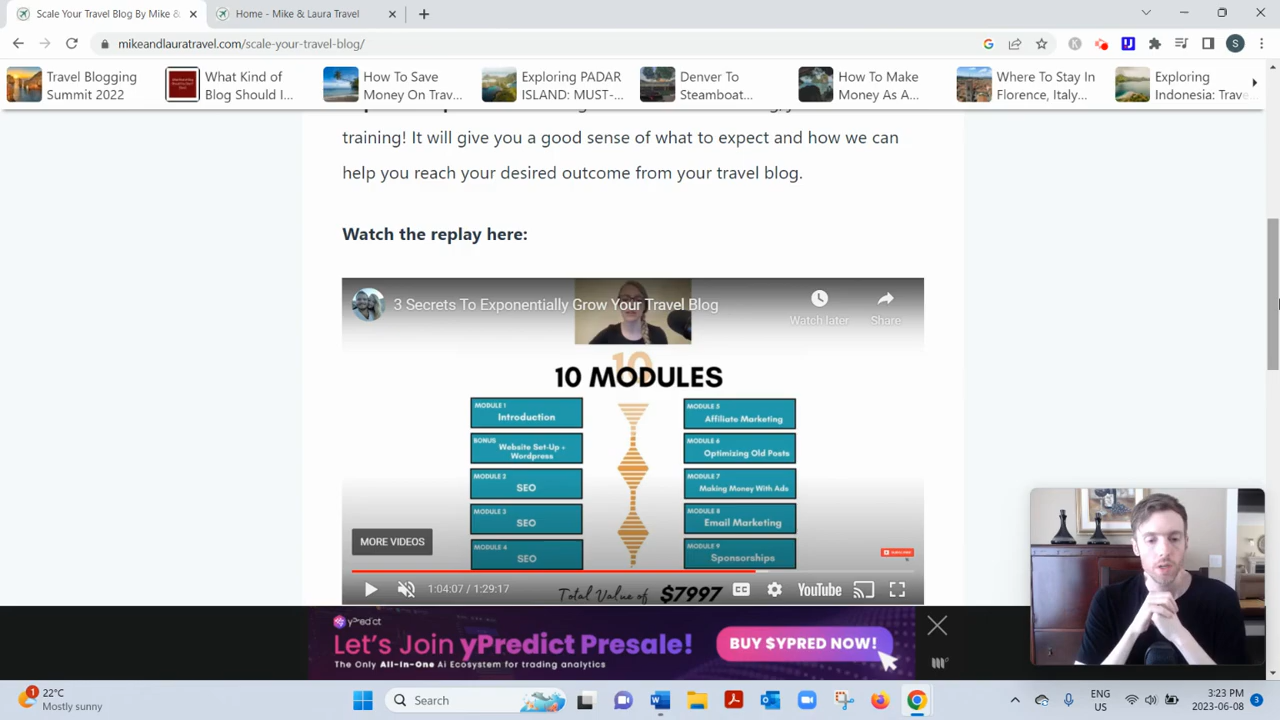 Scale Your Travel Blog By Mike &
Home - Mike & Laura Travel
mikeandlauratravel.com/scale-your-travel-blog/
Travel Blogging
Summit 2022
What Kind of
Blog Should I...
How To Save
Money On Trav...
Exploring PADAR
ISLAND: MUST-...
Denver To
Steamboat...
How To Make
Money As A...
Where To Stay In
Florence, Italy...
Exploring
Indonesia: Trave
training! It will give you a good sense of what to expect and how we can
help you reach your desired outcome from your travel blog.
Watch the replay here:
3 Secrets To Exponentially Grow Your Travel Blog
Watch later
Share
10
10 MODULES
MODULE 1
Introduction
MODULE 5
Affiliate Marketing
BONUS
Website Set-Up +
Wordpress
MODULE 6
Optimizing Old Posts
MODULE 2
SEO
MODULE 7
Making Money With Ads
MODULE 3
SEO
MODULE 8
Email Marketing
MODULE 4
SEO
MODULE 9
Sponsorships
MORE VIDEOS
SUBSCRIBE
1:04:07 / 1:29:17
Total Value of $7997
CC
YouTube
yPredict
Let's Join yPredict Presale!
The Only All-In-One Ai Ecosystem for trading analytics
BUY $YPRED NOW!
1
22°C
Mostly sunny
Search
ENG
US
3:23 PM
2023-06-08
3